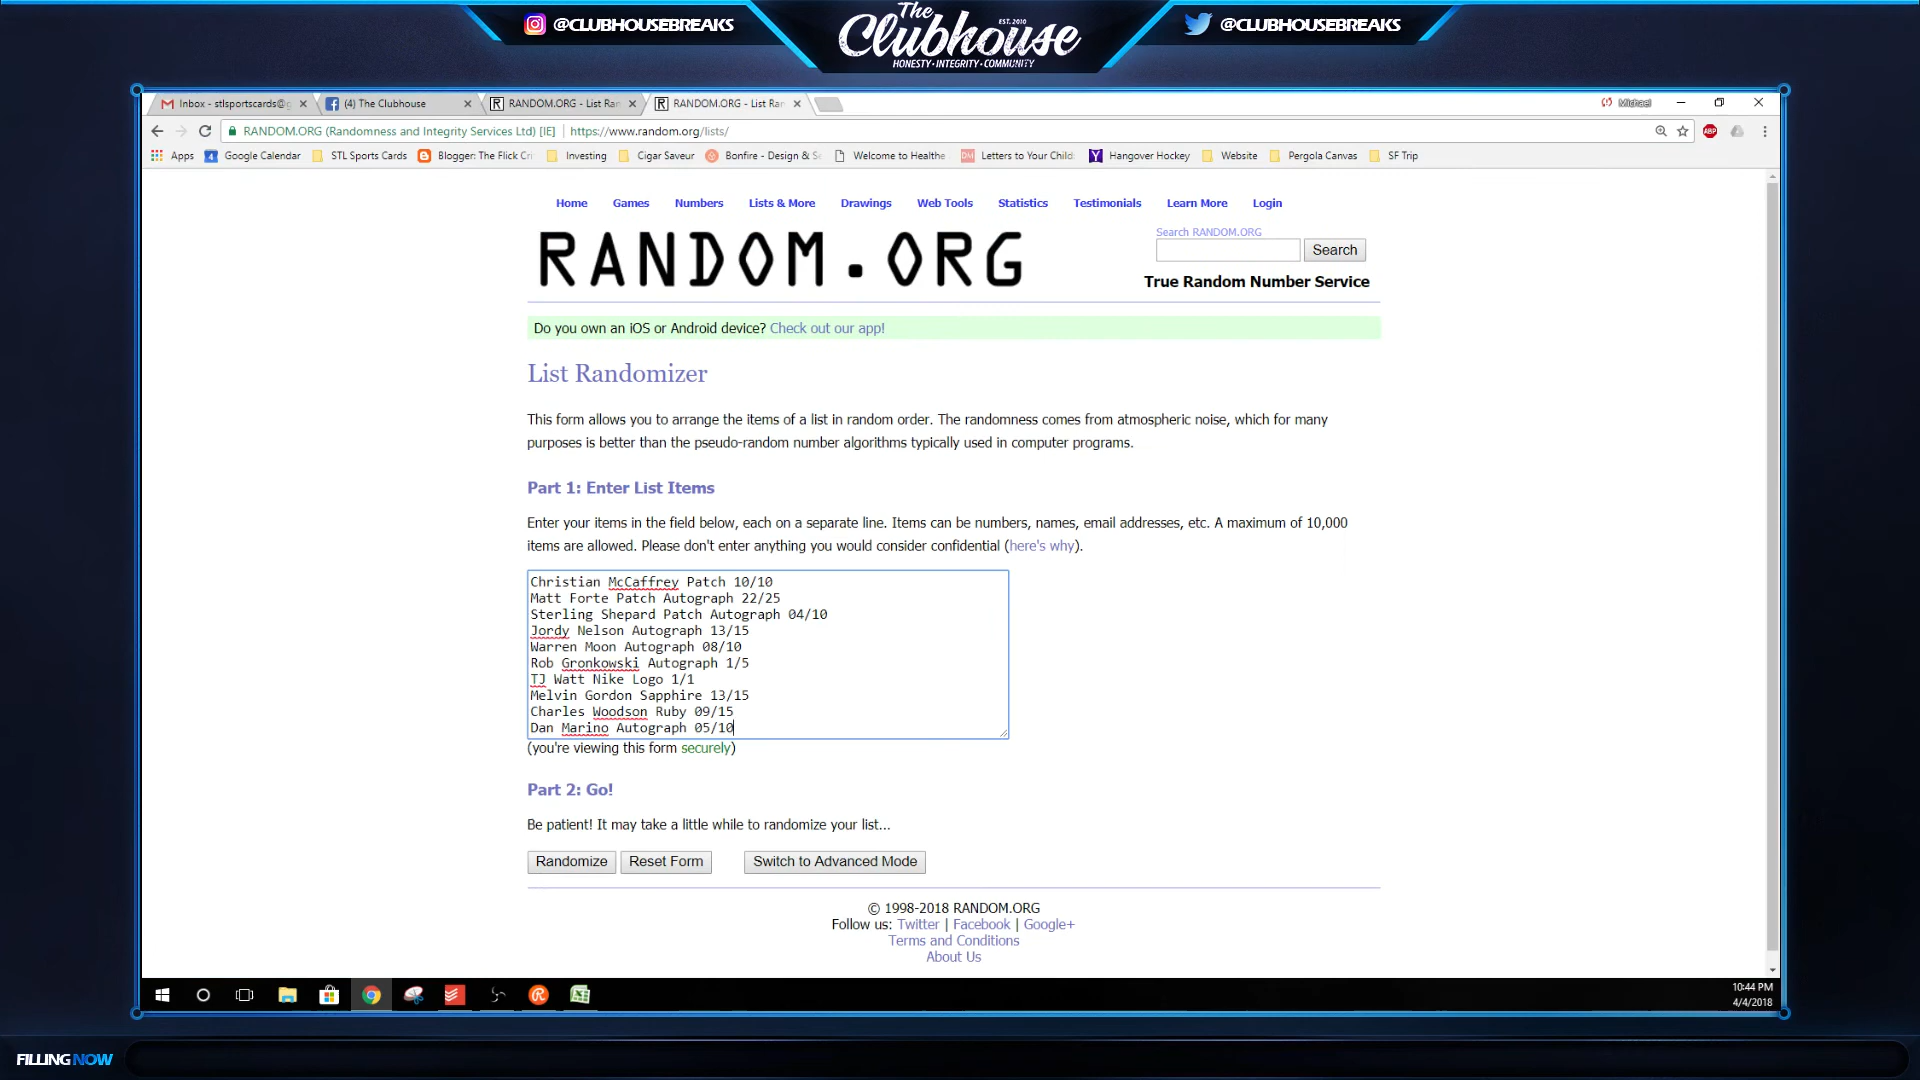 @CLUBHOUSEBREAKS
The
Clubhouse
EST. 2010
HONESTY • INTEGRITY • COMMUNITY
@CLUBHOUSEBREAKS
Inbox - stlsportscards@g
(4) The Clubhouse
RANDOM.ORG - List Ran
RANDOM.ORG - List Ran
Michael
RANDOM.ORG (Randomness and Integrity Services Ltd) [IE] | https://www.random.org/lists/
Apps
Google Calendar
STL Sports Cards
Blogger: The Flick Cri
Investing
Cigar Saveur
Bonfire - Design & S
Welcome to Healthe
Letters to Your Child
Hangover Hockey
Website
Pergola Canvas
SF Trip
Home Games Numbers Lists & More Drawings Web Tools Statistics Testimonials Learn More Login
RANDOM.ORG
Search RANDOM.ORG
Search
True Random Number Service
Do you own an iOS or Android device? Check out our app!
List Randomizer
This form allows you to arrange the items of a list in random order. The randomness comes from atmospheric noise, which for many
purposes is better than the pseudo-random number algorithms typically used in computer programs.
Part 1: Enter List Items
Enter your items in the field below, each on a separate line. Items can be numbers, names, email addresses, etc. A maximum of 10,000
items are allowed. Please don't enter anything you would consider confidential (here's why).
Christian McCaffrey Patch 10/10
Matt Forte Patch Autograph 22/25
Sterling Shepard Patch Autograph 04/10
Jordy Nelson Autograph 13/15
Warren Moon Autograph 08/10
Rob Gronkowski Autograph 1/5
TJ Watt Nike Logo 1/1
Melvin Gordon Sapphire 13/15
Charles Woodson Ruby 09/15
Dan Marino Autograph 05/10
(you're viewing this form securely)
Part 2: Go!
Be patient! It may take a little while to randomize your list...
Randomize
Reset Form
Switch to Advanced Mode
© 1998-2018 RANDOM.ORG
Follow us: Twitter | Facebook | Google+
Terms and Conditions
About Us
10:44 PM
4/4/2018
FILLING NOW